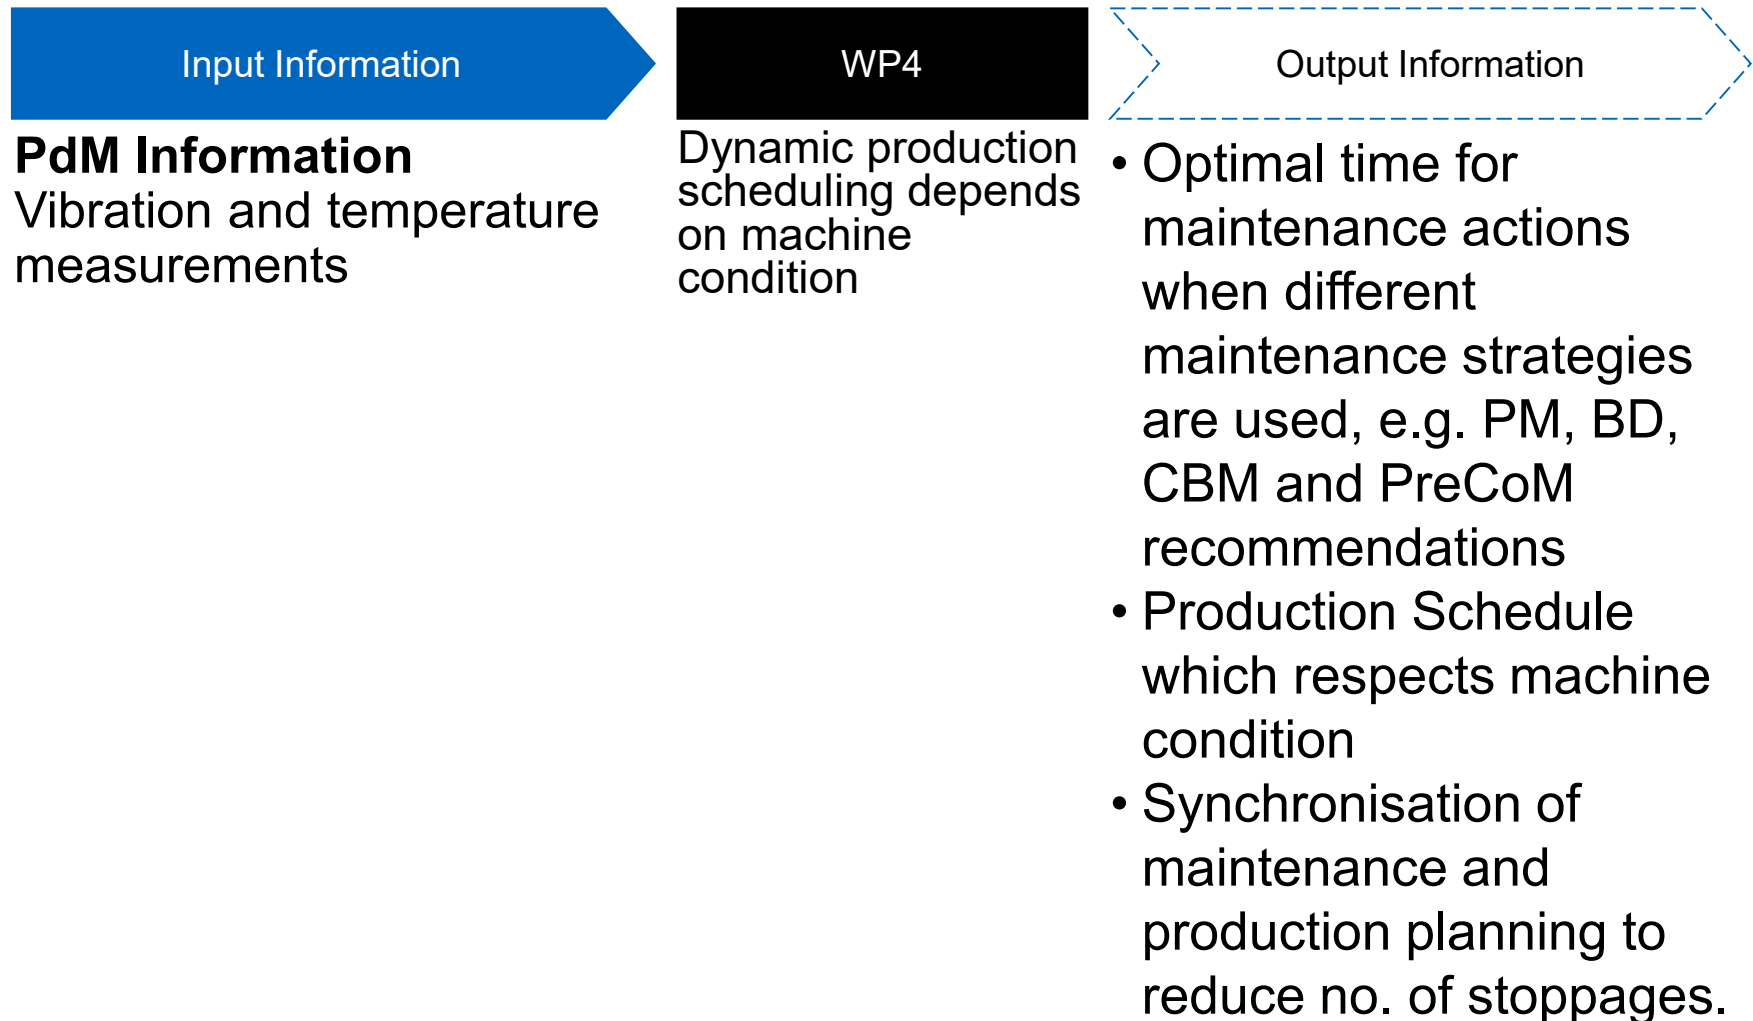 Input Information
WP4
Output Information
PdM Information
Vibration and temperature
measurements
Dynamic production
scheduling depends
on machine
condition
• Optimal time for
maintenance actions
when different
maintenance strategies
are used, e.g. PM, BD,
CBM and PreCoM
recommendations
• Production Schedule
which respects machine
condition
• Synchronisation of
maintenance and
production planning to
reduce no. of stoppages.